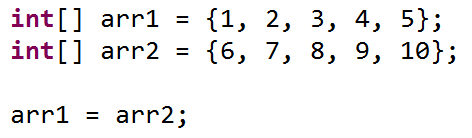 int[] arr1 = {1, 2, 3, 4, 5};
int[] arr2 = {6, 7, 8, 9, 10};
arr1 = arr2;